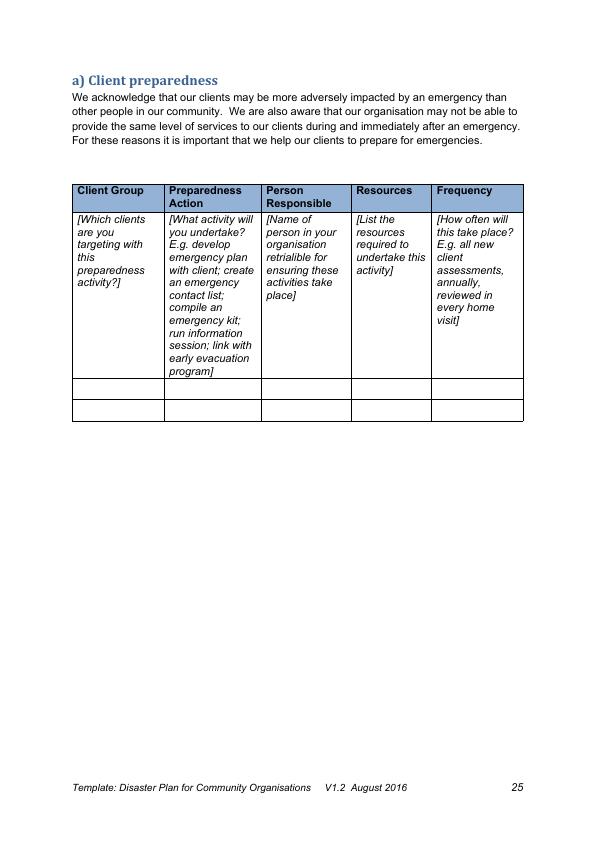 a) Client preparedness
We acknowledge that our clients may be more adversely impacted by an emergency than
other people in our community.  We are also aware that our organisation may not be able to
provide the same level of services to our clients during and immediately after an emergency.
For these reasons it is important that we help our clients to prepare for emergencies.
Client Group
Preparedness
Action
Person
Responsible
Resources
Frequency
[Which clients
are you
targeting with
this
preparedness
activity?]
[What activity will
you undertake?
E.g. develop
emergency plan
with client; create
an emergency
contact list;
compile an
emergency kit;
run information
session; link with
early evacuation
program]
[Name of
person in your
organisation
retrialible for
ensuring these
activities take
place]
[List the
resources
required to
undertake this
activity]
[How often will
this take place?
E.g. all new
client
assessments,
annually,
reviewed in
every home
visit]
Template: Disaster Plan for Community Organisations    V1.2  August 2016    25